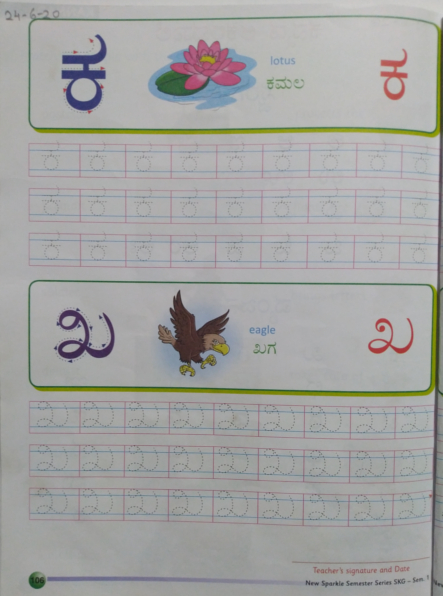 24-6-20
ಕ lotus ಕ
ಕಮಲ
ಕ ಕ ಕ ಕ ಕ ಕ ಕ ಕ ಕ
ಕ ಕ ಕ ಕ ಕ ಕ ಕ ಕ ಕ
ಕ ಕ ಕ ಕ ಕ ಕ ಕ ಕ ಕ
ಖ eagle ಖ
ಖಗ
ಖ ಖ ಖ ಖ ಖ ಖ ಖ ಖ ಖ
ಖ ಖ ಖ ಖ ಖ ಖ ಖ ಖ ಖ
ಖ ಖ ಖ ಖ ಖ ಖ ಖ ಖ ಖ
Teacher's signature and Date
106 New Sparkle Semester Series SKG – Sem. 1